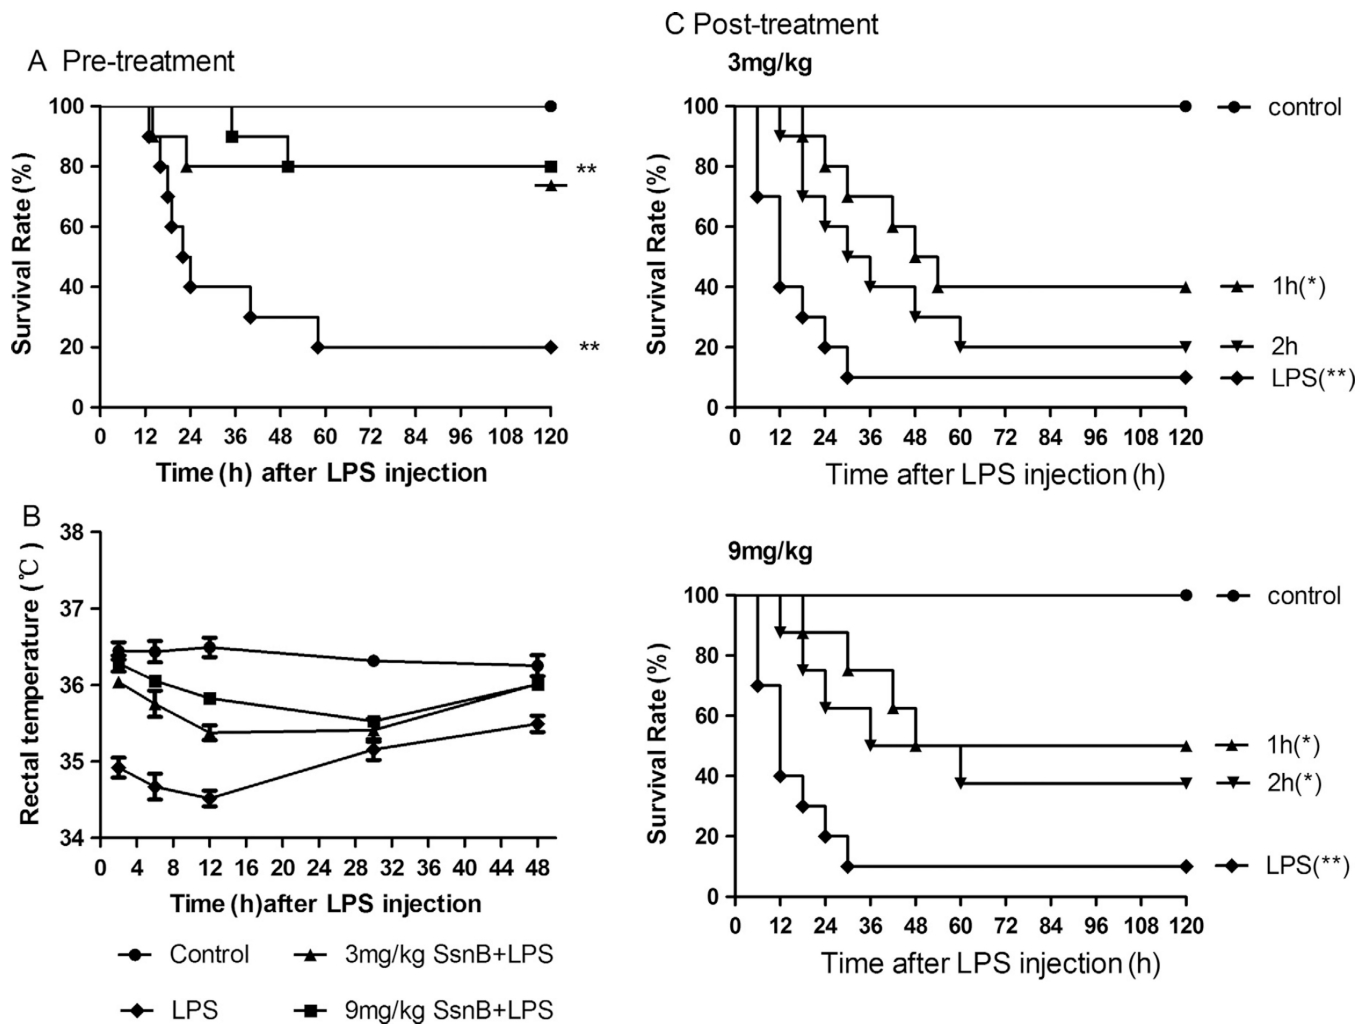 A Pre-treatment
100
80
60
40
20
0
Survival Rate (%)
**
**
0 12 24 36 48 60 72 84 96 108 120
Time (h) after LPS injection
B
38
37
36
35
34
Rectal temperature (℃)
0 4 8 12 16 20 24 28 32 36 40 44 48
Time (h)after LPS injection
Control
3mg/kg SsnB+LPS
LPS
9mg/kg SsnB+LPS
C Post-treatment
3mg/kg
100
80
60
40
20
0
Survival Rate (%)
control
1h(*)
2h
LPS(**)
0 12 24 36 48 60 72 84 96 108 120
Time after LPS injection (h)
9mg/kg
100
80
60
40
20
0
Survival Rate (%)
control
1h(*)
2h(*)
LPS(**)
0 12 24 36 48 60 72 84 96 108 120
Time after LPS injection (h)